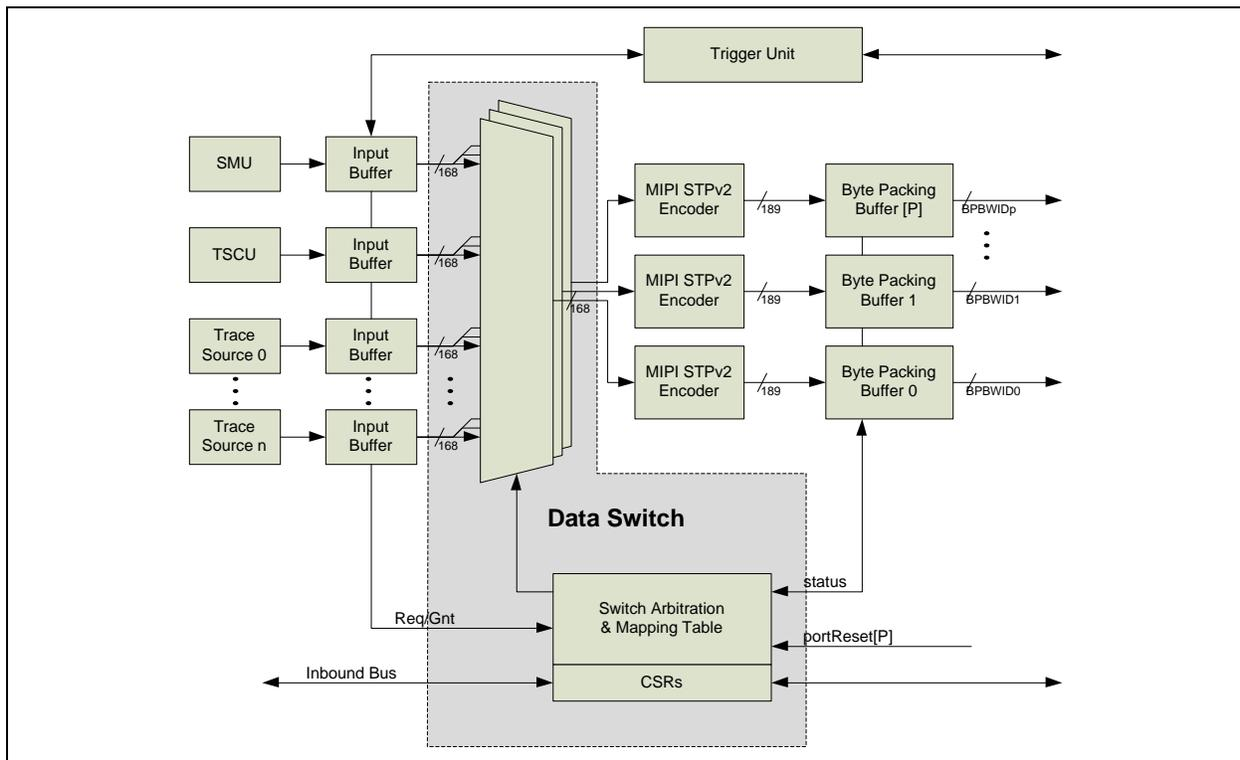 Trigger Unit
SMU
Input
Buffer
168
MIPI STPv2
Encoder
189
Byte Packing
Buffer [P]
BPBWIDp
TSCU
Input
Buffer
168
168
MIPI STPv2
Encoder
189
Byte Packing
Buffer 1
BPBWID1
Trace
Source 0
Input
Buffer
168
MIPI STPv2
Encoder
189
Byte Packing
Buffer 0
BPBWID0
Trace
Source n
Input
Buffer
168
Data Switch
Switch Arbitration
& Mapping Table
status
Req/Gnt
portReset[P]
Inbound Bus
CSRs